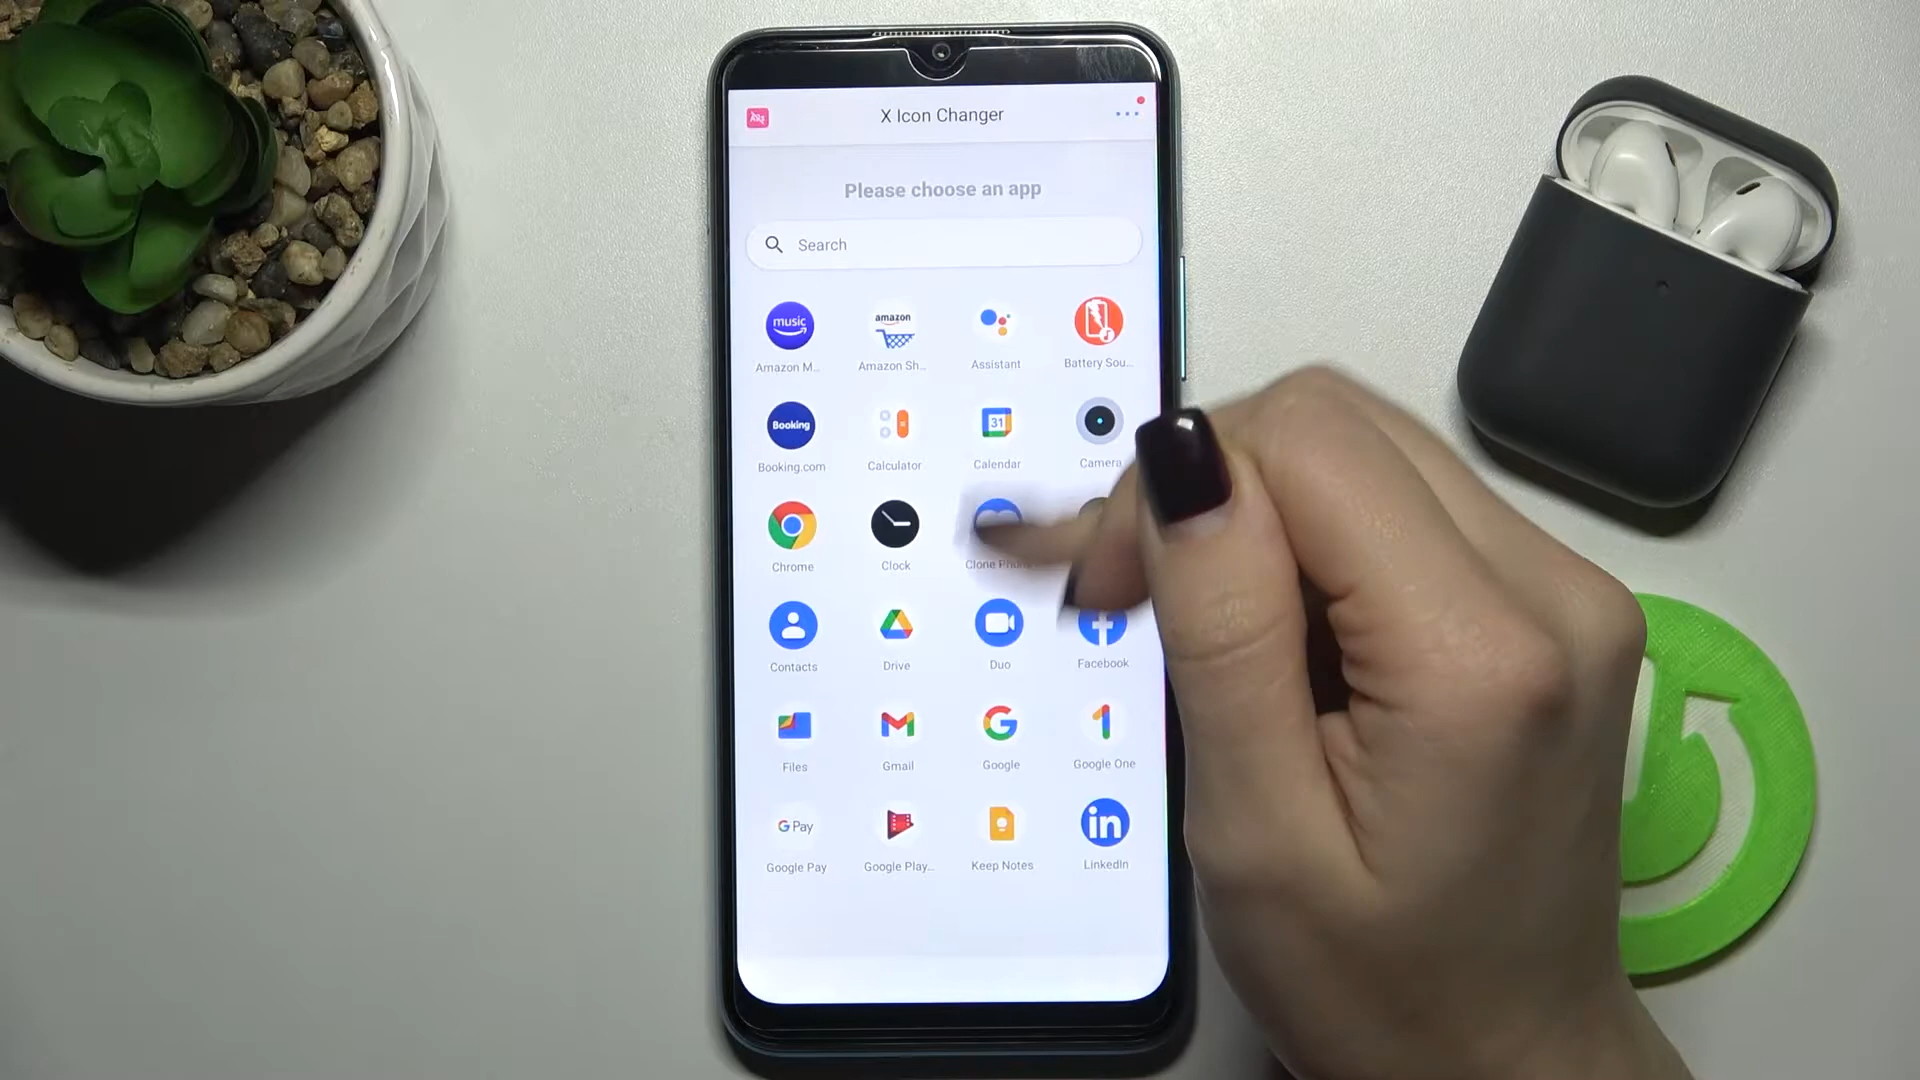 X Icon Changer
Please choose an app
Search
music
amazon
Amazon M...
Amazon Sh...
Assistant
Battery Sou...
Booking
31
Booking.com
Calculator
Calendar
Camera
Chrome
Clock
Clone
Contacts
Drive
Duo
Facebook
Files
Gmail
Google
Google One
G Pay
in
Google Pay
Google Play...
Keep Notes
LinkedIn